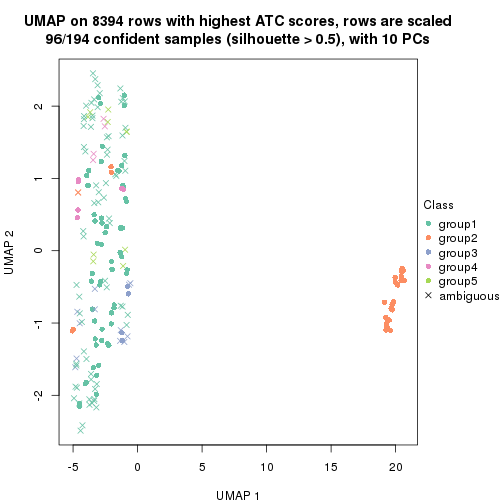 UMAP on 8394 rows with highest ATC scores, rows are scaled
96/194 confident samples (silhouette > 0.5), with 10 PCs
2
1
0
-1
-2
UMAP 2
-5
0
5
10
15
20
UMAP 1
Class
group1
group2
group3
group4
group5
ambiguous